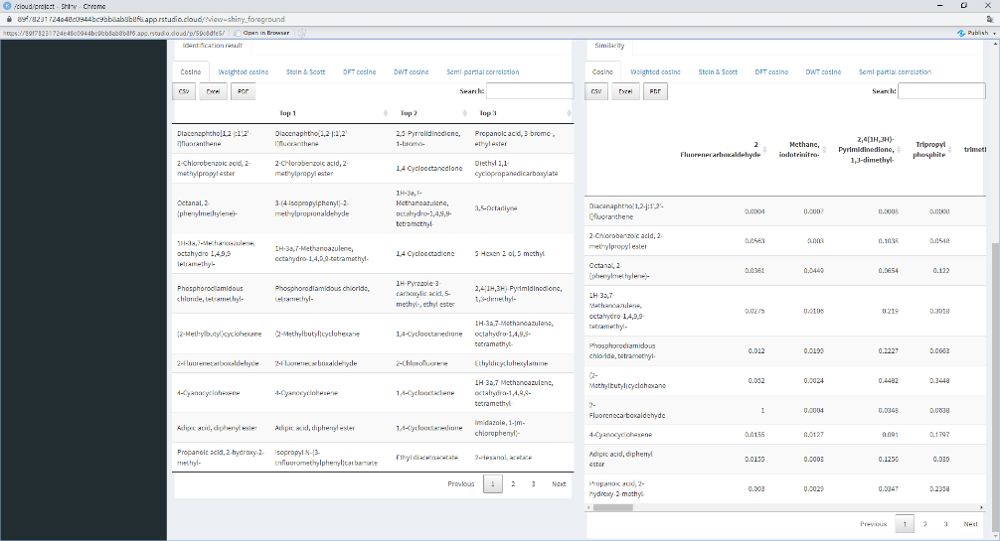 /cloud/project - Shiny - Chrome
89f78231724e48c0944bc9bb8ab8b8f6.app.rstudio.cloud/?view=shiny_foreground
https://89f78231724e48c0944bc9bb8ab8b8f6.app.rstudio.cloud/p/59c8dfe5/
Open in Browser
Publish
Identification result
Cosine Weighted cosine Stein & Scott DFT cosine DWT cosine Semi-partial correlation
CSV Excel PDF Search:
Top 1 Top 2 Top 3
Diacenaphtho[1,2-j:1',2'- Diacenaphtho[1,2-j:1',2'- 2,5-Pyrrolidinedione, Propanoic acid, 3-bromo-,
l]fluoranthene l]fluoranthene 1-bromo- ethyl ester
2-Chlorobenzoic acid, 2- 2-Chlorobenzoic acid, 2- 1,4-Cyclooctanedione Diethyl 1,1-
methylpropyl ester methylpropyl ester cyclopropanedicarboxylate
Octanal, 2- 3-(4-Isopropylphenyl)-2- 1H-3a,7- 3,5-Octadiyne
(phenylmethylene)- methylpropionaldehyde Methanoazulene,
octahydro-1,4,9,9-
tetramethyl-
1H-3a,7-Methanoazulene, 1H-3a,7-Methanoazulene, 1,4-Cyclooctadiene 5-Hexen-2-ol, 5-methyl-
octahydro-1,4,9,9- octahydro-1,4,9,9-tetramethyl-
tetramethyl-
Phosphorodiamidous Phosphorodiamidous chloride, 1H-Pyrazole-3- 2,4(1H,3H)-Pyrimidinedione,
chloride, tetramethyl- tetramethyl- carboxylic acid, 5- 1,3-dimethyl-
methyl-, ethyl ester
(2-Methylbutyl)cyclohexane (2-Methylbutyl)cyclohexane 1,4-Cyclooctanedione 1H-3a,7-Methanoazulene,
octahydro-1,4,9,9-
tetramethyl-
2-Fluorenecarboxaldehyde 2-Fluorenecarboxaldehyde 2-Chlorofluorene Ethyldicyclohexylamine
4-Cyanocyclohexene 4-Cyanocyclohexene 1,4-Cyclooctadiene 1H-3a,7-Methanoazulene,
octahydro-1,4,9,9-
tetramethyl-
Adipic acid, diphenyl ester Adipic acid, diphenyl ester 1,4-Cyclooctanedione Imidazole, 1-(m-
chlorophenyl)-
Propanoic acid, 2-hydroxy-2- Isopropyl N-(3- Ethyl diacetoacetate 2-Hexanol, acetate
methyl- trifluoromethylphenyl)carbamate
Previous 1 2 3 Next
Similarity
Cosine Weighted cosine Stein & Scott DFT cosine DWT cosine Semi-partial correlation
CSV Excel PDF Search:
2- Methane, 2,4(1H,3H)- Tripropyl
Fluorenecarboxaldehyde iodotrinitro- Pyrimidinedione, phosphite trimetl
1,3-dimethyl-
Diacenaphtho[1,2-j:1',2'- 0.0004 0.0007 0.0008 0.0008
l]fluoranthene
2-Chlorobenzoic acid, 2- 0.0563 0.003 0.1038 0.0548
methylpropyl ester
Octanal, 2- 0.0361 0.0449 0.0654 0.122
(phenylmethylene)-
1H-3a,7- 0.0275 0.0106 0.219 0.3018
Methanoazulene,
octahydro-1,4,9,9-
tetramethyl-
Phosphorodiamidous 0.012 0.0199 0.2227 0.0663
chloride, tetramethyl-
(2- 0.052 0.0024 0.4482 0.3448
Methylbutyl)cyclohexane
2- 1 0.0004 0.0348 0.0638
Fluorenecarboxaldehyde
4-Cyanocyclohexene 0.0155 0.0127 0.091 0.1797
Adipic acid, diphenyl 0.0155 0.0003 0.1256 0.039
ester
Propanoic acid, 2- 0.003 0.0029 0.0347 0.2358
hydroxy-2-methyl-
Previous 1 2 3 Next